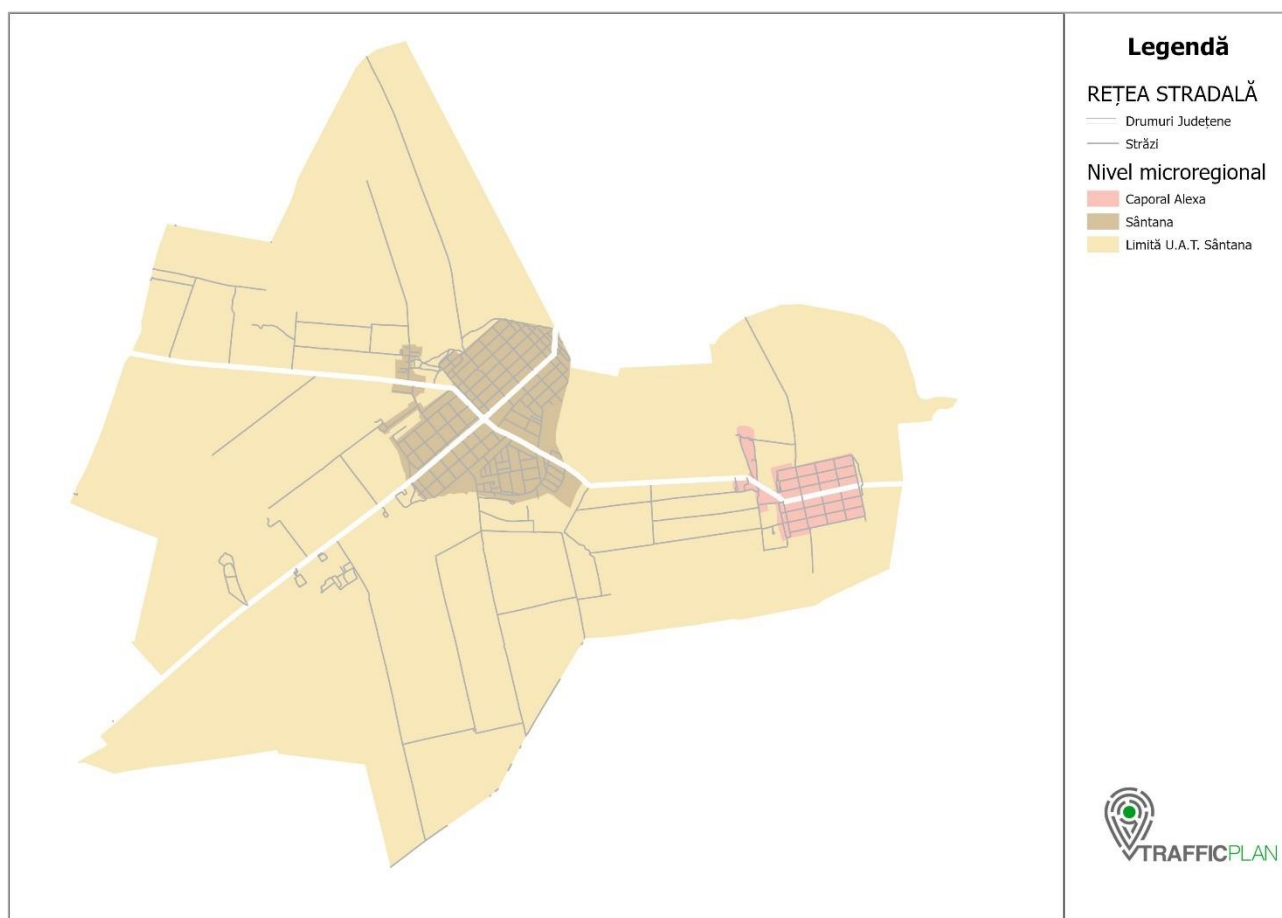 Legendă
REȚEA STRADALĂ
Drumuri Județene
Străzi
Nivel microregional
Caporal Alexa
Sântana
Limită U.A.T. Sântana
TRAFFICPLAN